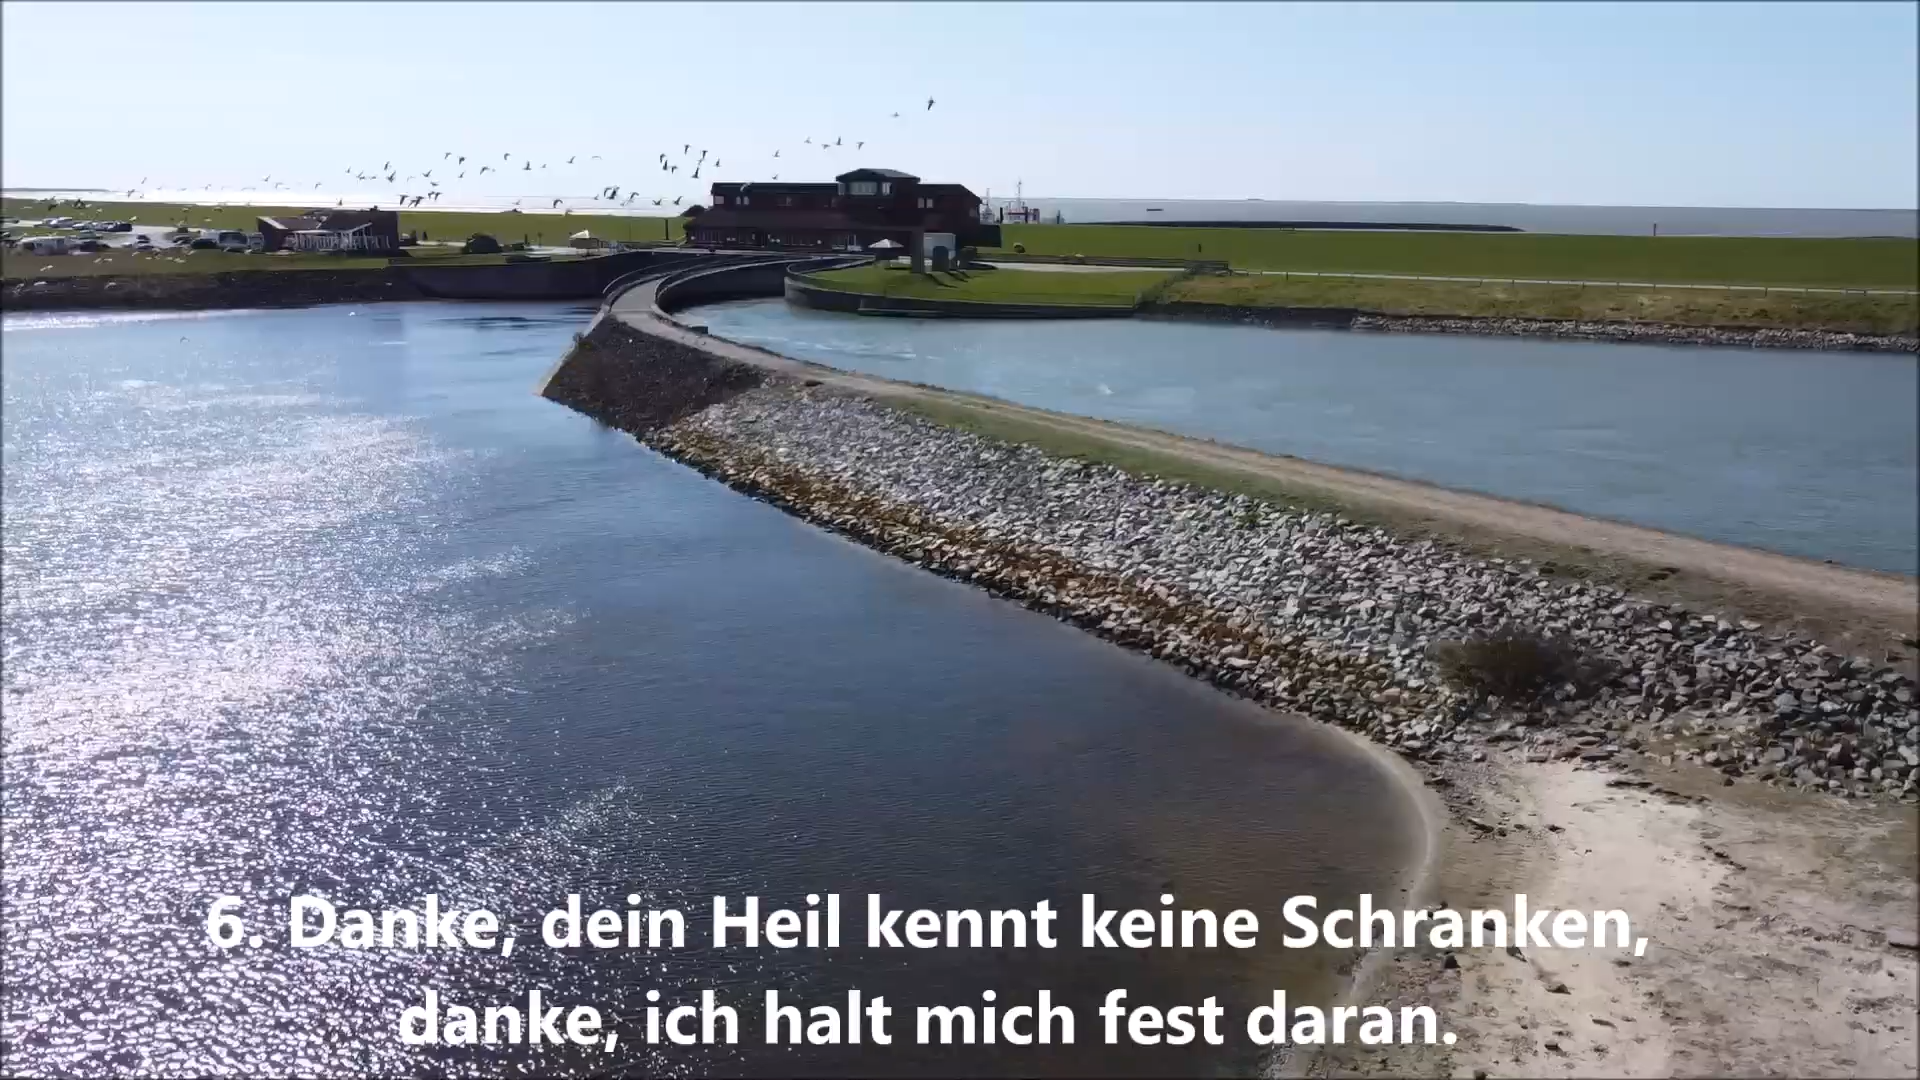 6. Danke, dein Heil kennt keine Schranken,
danke, ich halt mich fest daran.